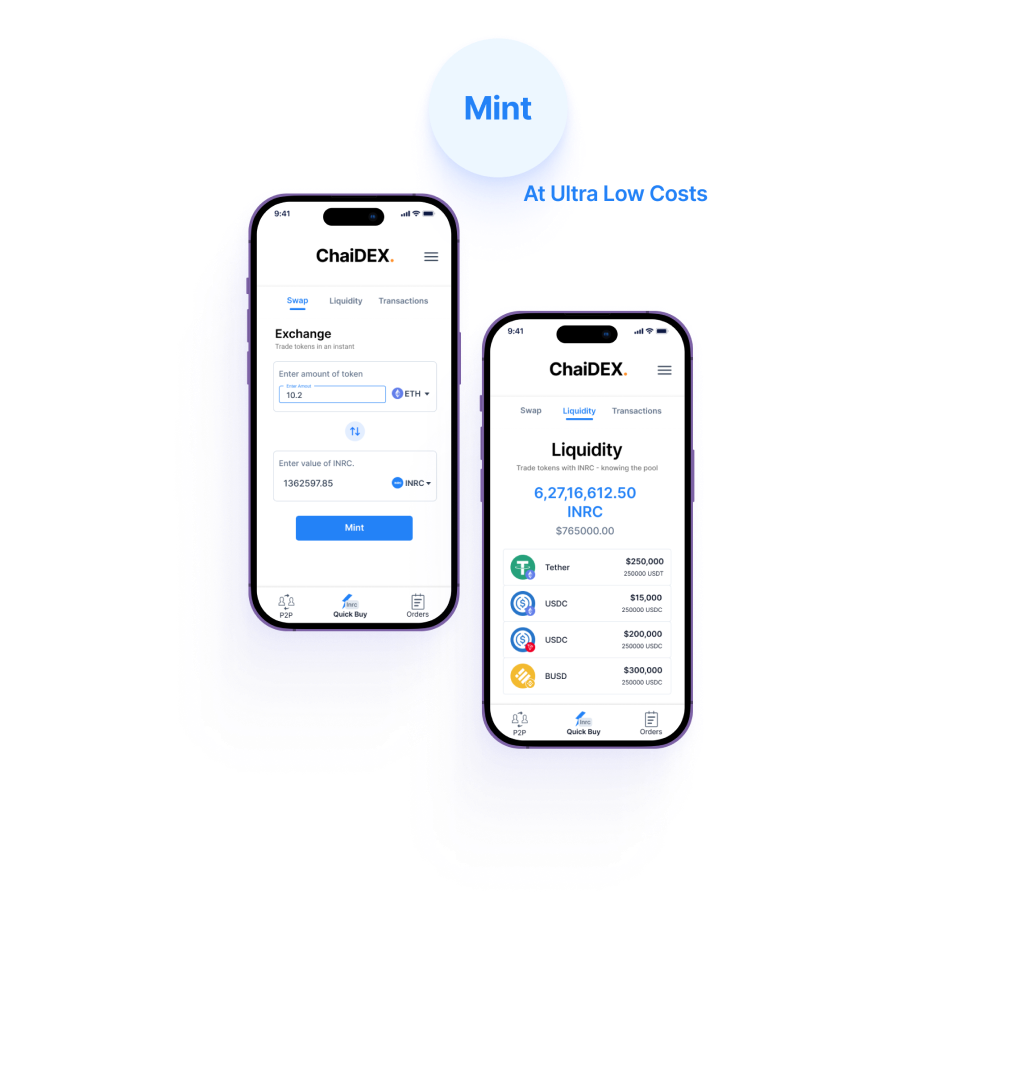 Mint
At Ultra Low Costs
9:41
ChaiDEX.
Swap Liquidity Transactions
Exchange
Trade tokens in an instant
Enter amount of token
Enter Amout
10.2
ETH
Enter value of INRC.
1362597.85
INRC
Mint
inrc
P2P Quick Buy Orders
9:41
ChaiDEX.
Swap Liquidity Transactions
Liquidity
Trade tokens with INRC - knowing the pool
6,27,16,612.50
INRC
$765000.00
Tether $250,000
250000 USDT
USDC $15,000
250000 USDC
USDC $200,000
250000 USDC
BUSD $300,000
250000 USDC
inrc
P2P Quick Buy Orders